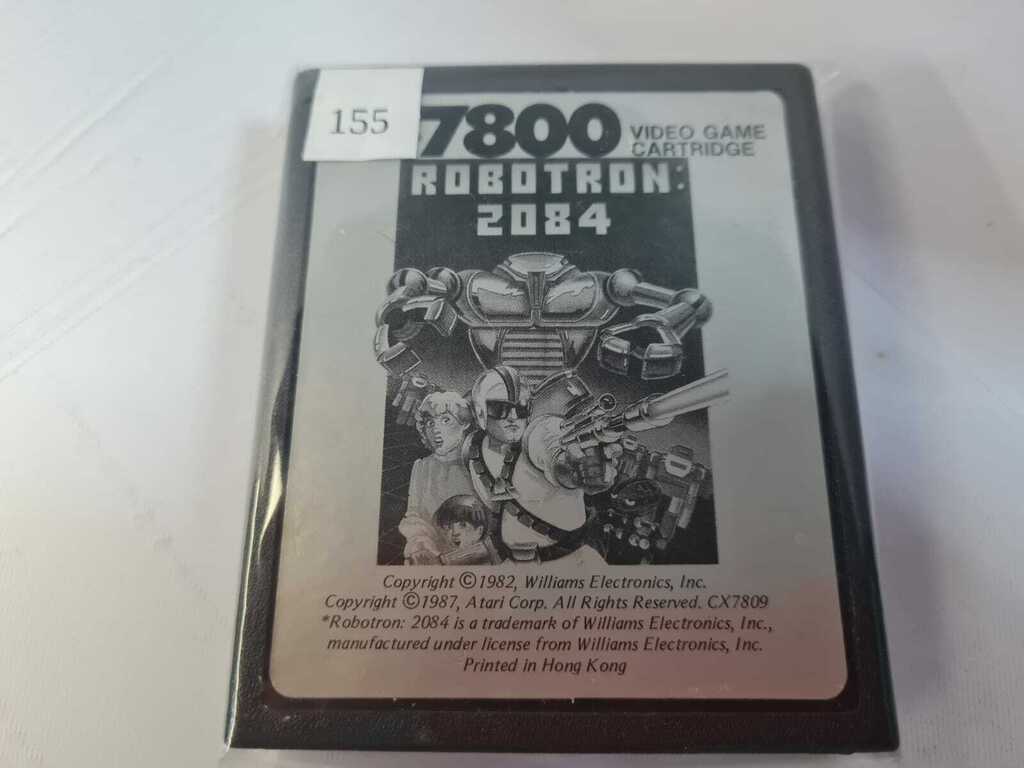 155
7800 VIDEO GAME
CARTRIDGE
ROBOTRON:
2084
Copyright ©1982, Williams Electronics, Inc.
Copyright ©1987, Atari Corp. All Rights Reserved. CX7809
*Robotron: 2084 is a trademark of Williams Electronics, Inc.,
manufactured under license from Williams Electronics, Inc.
Printed in Hong Kong